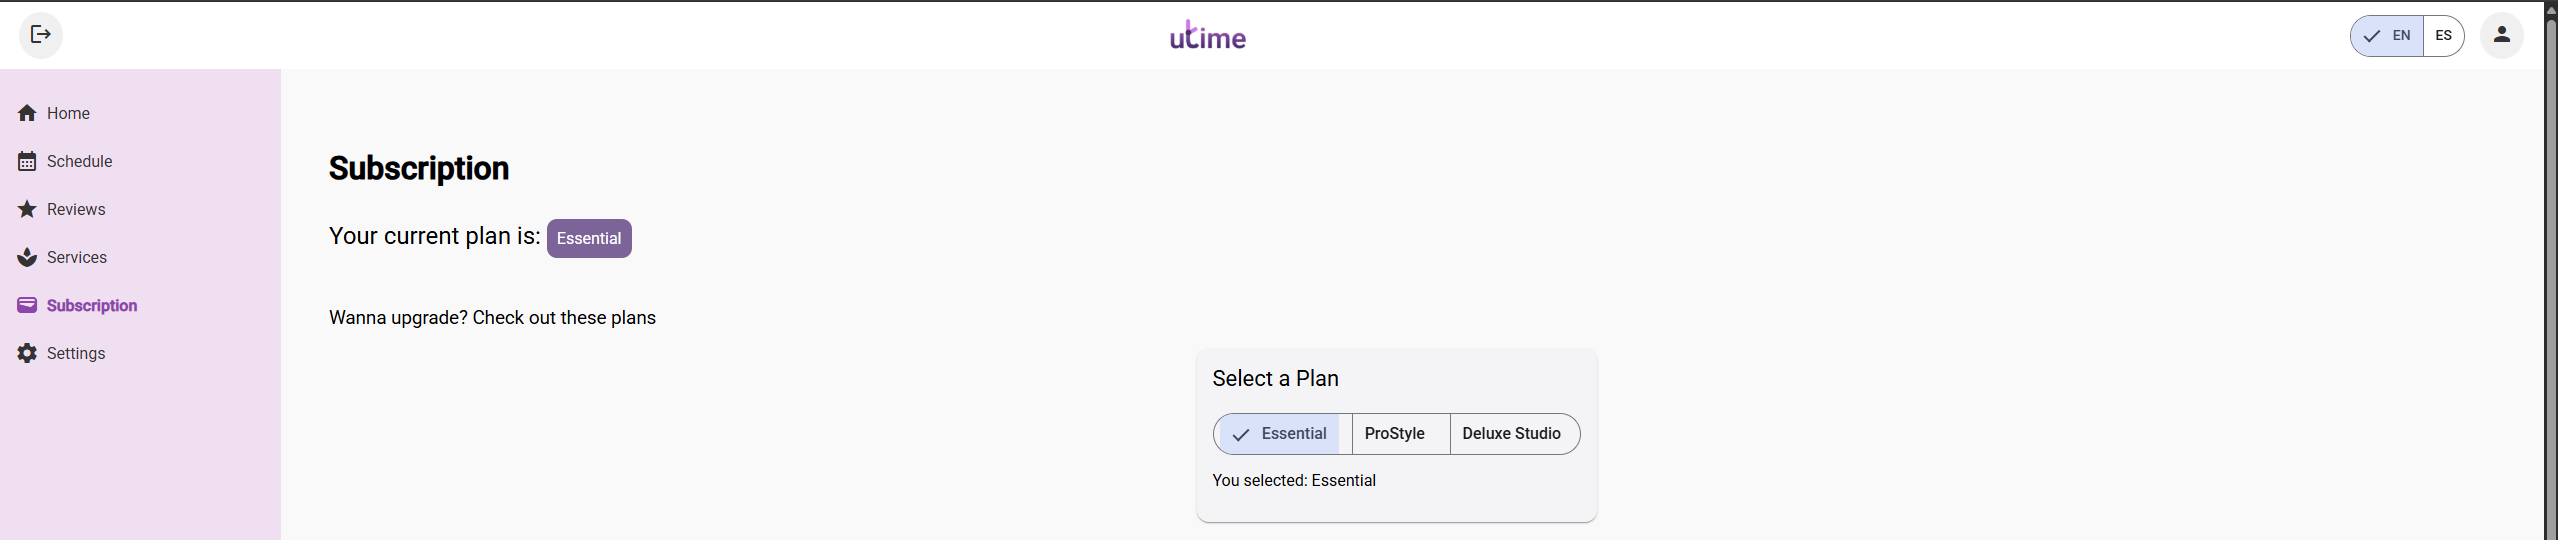 utime
EN ES
Home
Schedule
Reviews
Services
Subscription
Settings
Subscription
Your current plan is: Essential
Wanna upgrade? Check out these plans
Select a Plan
Essential ProStyle Deluxe Studio
You selected: Essential